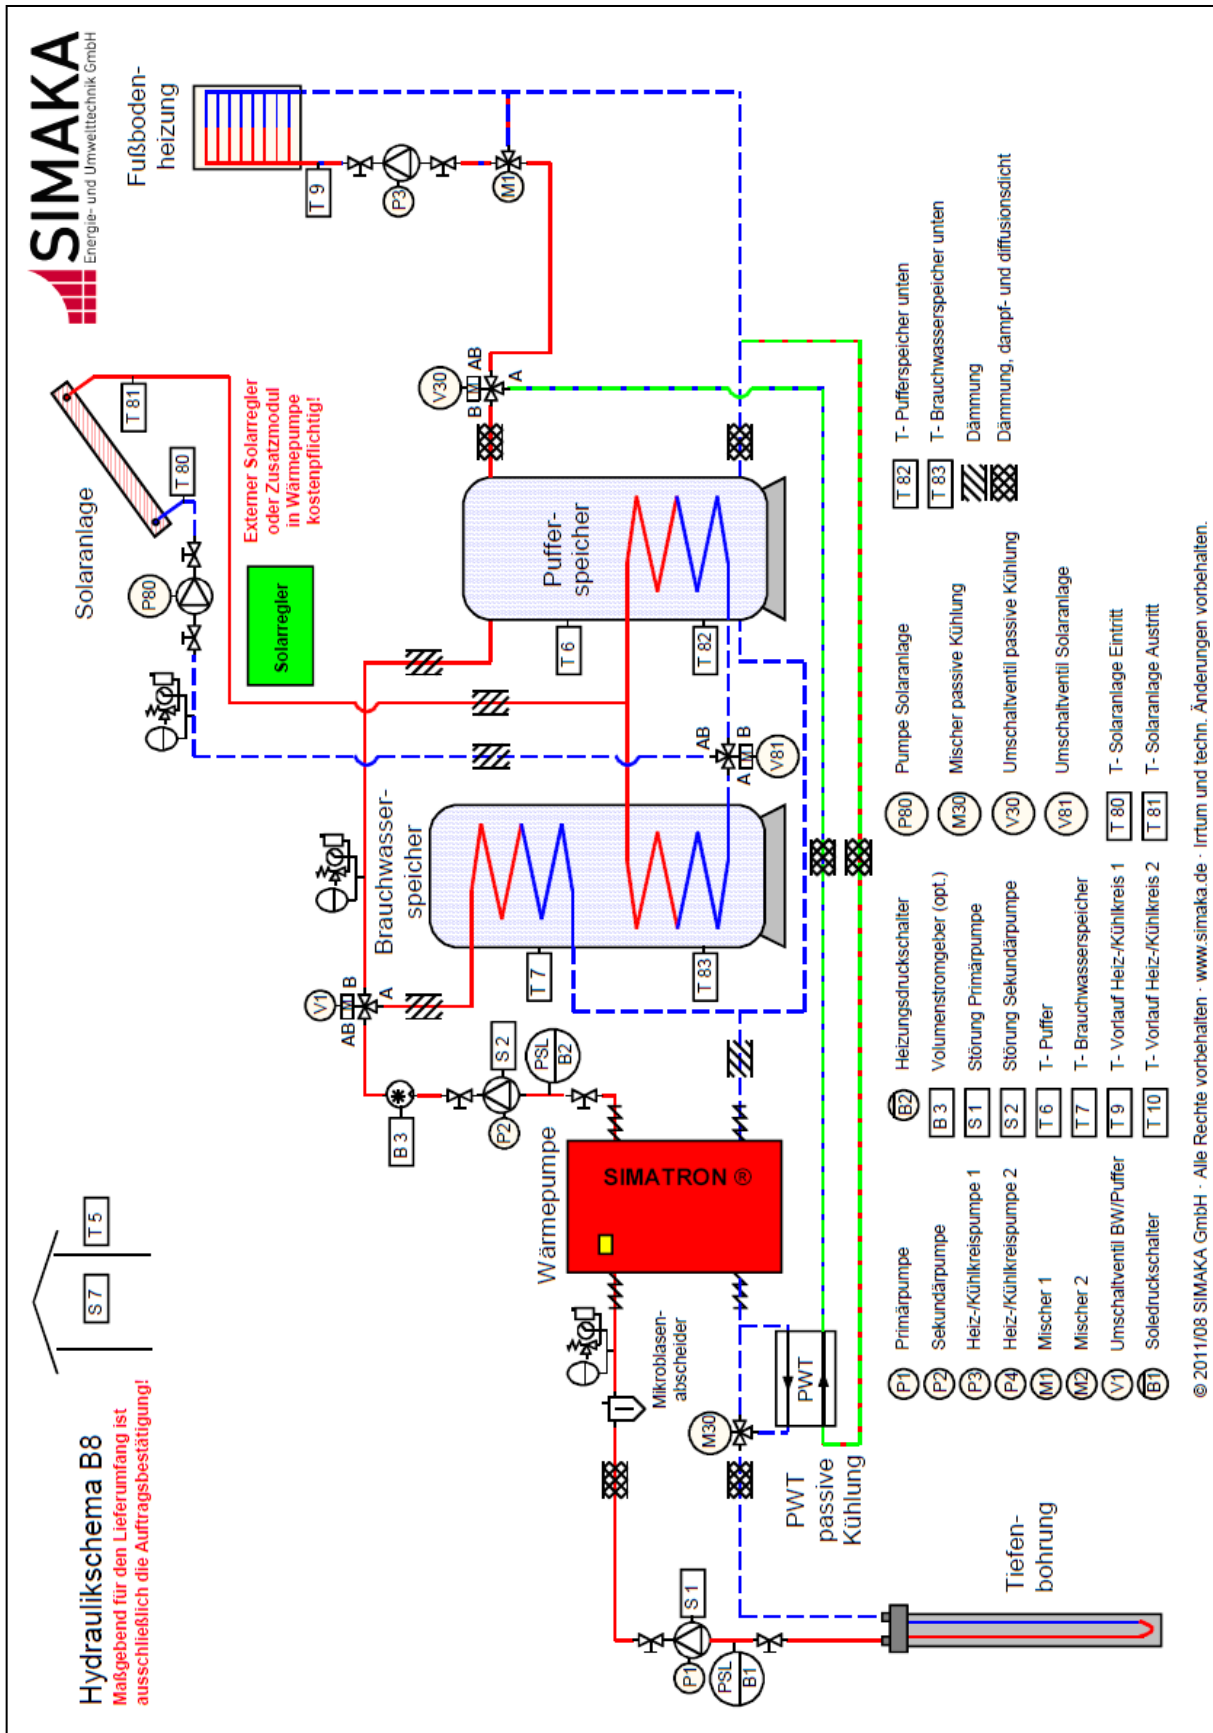 Hydraulikschema B8
Maßgebend für den Lieferumfang ist
ausschließlich die Auftragsbestätigung!
S 7
T 5
SIMAKA
Energie- und Umwelttechnik GmbH
Solaranlage
P80
T 80
T 81
Externer Solarregler
oder Zusatzmodul
in Wärmepumpe
kostenpflichtig!
Solarregler
Fußboden-
heizung
T 9
P3
M1
V1
M
AB
B
A
Brauchwasser-
speicher
T 7
T 83
Puffer-
speicher
T 6
T 82
V30
M
B
AB
A
AB
A
B
M
V81
B 3
P2
S 2
PSL
B2
Wärmepumpe
SIMATRON ®
Mikroblasen-
abscheider
M30
PWT
PWT
passive
Kühlung
P1
S 1
PSL
B1
Tiefen-
bohrung
P1 Primärpumpe
P2 Sekundärpumpe
P3 Heiz-/Kühlkreispumpe 1
P4 Heiz-/Kühlkreispumpe 2
M1 Mischer 1
M2 Mischer 2
V1 Umschaltventil BW/Puffer
B1 Soledruckschalter
B2 Heizungsdruckschalter
B 3 Volumenstromgeber (opt.)
S 1 Störung Primärpumpe
S 2 Störung Sekundärpumpe
T 6 T- Puffer
T 7 T- Brauchwasserspeicher
T 9 T- Vorlauf Heiz-/Kühlkreis 1
T 10 T- Vorlauf Heiz-/Kühlkreis 2
P80 Pumpe Solaranlage
M30 Mischer passive Kühlung
V30 Umschaltventil passive Kühlung
V81 Umschaltventil Solaranlage
T 80 T- Solaranlage Eintritt
T 81 T- Solaranlage Austritt
T 82 T- Pufferspeicher unten
T 83 T- Brauchwasserspeicher unten
Dämmung
Dämmung, dampf- und diffusionsdicht
© 2011/08 SIMAKA GmbH · Alle Rechte vorbehalten · www.simaka.de · Irrtum und techn. Änderungen vorbehalten.